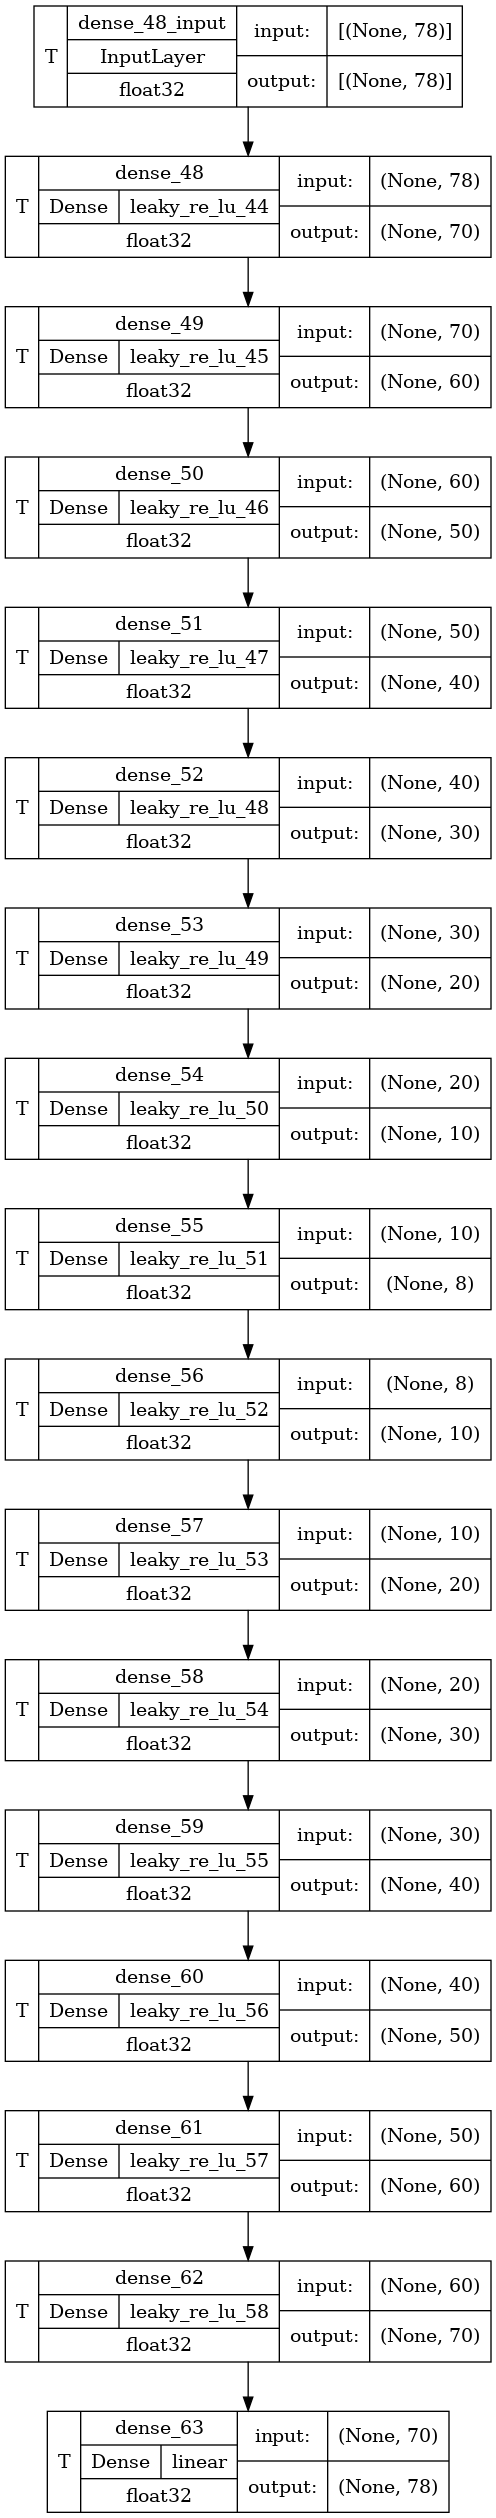 dense_48_input
input:
[(None, 78)]
T
InputLayer
output:
[(None, 78)]
float32
dense_48
input:
(None, 78)
T
Dense
leaky_re_lu_44
output:
(None, 70)
float32
dense_49
input:
(None, 70)
T
Dense
leaky_re_lu_45
output:
(None, 60)
float32
dense_50
input:
(None, 60)
T
Dense
leaky_re_lu_46
output:
(None, 50)
float32
dense_51
input:
(None, 50)
T
Dense
leaky_re_lu_47
output:
(None, 40)
float32
dense_52
input:
(None, 40)
T
Dense
leaky_re_lu_48
output:
(None, 30)
float32
dense_53
input:
(None, 30)
T
Dense
leaky_re_lu_49
output:
(None, 20)
float32
dense_54
input:
(None, 20)
T
Dense
leaky_re_lu_50
output:
(None, 10)
float32
dense_55
input:
(None, 10)
T
Dense
leaky_re_lu_51
output:
(None, 8)
float32
dense_56
input:
(None, 8)
T
Dense
leaky_re_lu_52
output:
(None, 10)
float32
dense_57
input:
(None, 10)
T
Dense
leaky_re_lu_53
output:
(None, 20)
float32
dense_58
input:
(None, 20)
T
Dense
leaky_re_lu_54
output:
(None, 30)
float32
dense_59
input:
(None, 30)
T
Dense
leaky_re_lu_55
output:
(None, 40)
float32
dense_60
input:
(None, 40)
T
Dense
leaky_re_lu_56
output:
(None, 50)
float32
dense_61
input:
(None, 50)
T
Dense
leaky_re_lu_57
output:
(None, 60)
float32
dense_62
input:
(None, 60)
T
Dense
leaky_re_lu_58
output:
(None, 70)
float32
dense_63
input:
(None, 70)
T
Dense
linear
output:
(None, 78)
float32